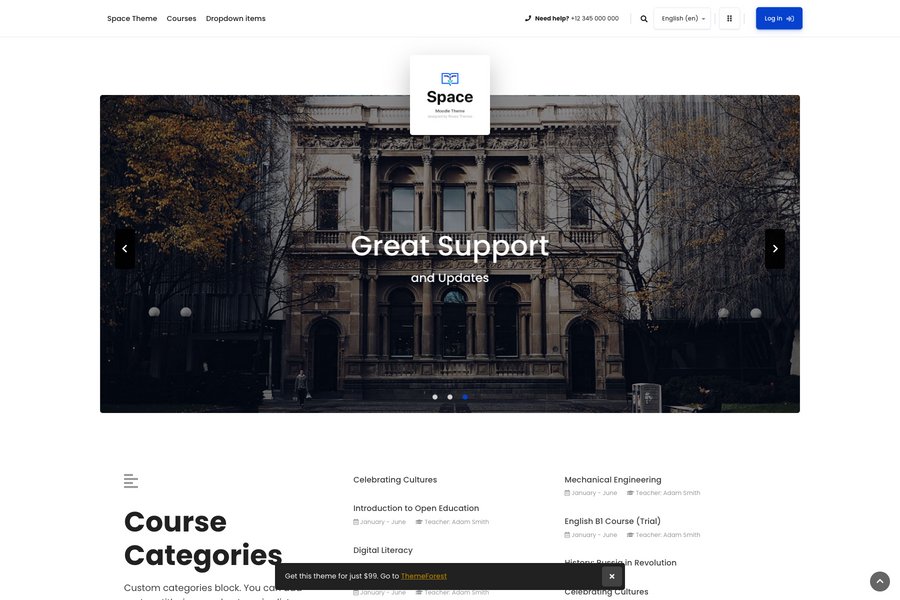 Space Theme Courses Dropdown items
Need help? +12 345 000 000
English (en)
Log in
Space
Moodle Theme
Great Support
and Updates
Course
Categories
Custom categories block. You can add
Celebrating Cultures
Introduction to Open Education
January - June Teacher: Adam Smith
Digital Literacy
January - June Teacher: Adam Smith
Mechanical Engineering
January - June Teacher: Adam Smith
English B1 Course (Trial)
January - June Teacher: Adam Smith
History: Russia in Revolution
Celebrating Cultures
Get this theme for just $99. Go to ThemeForest